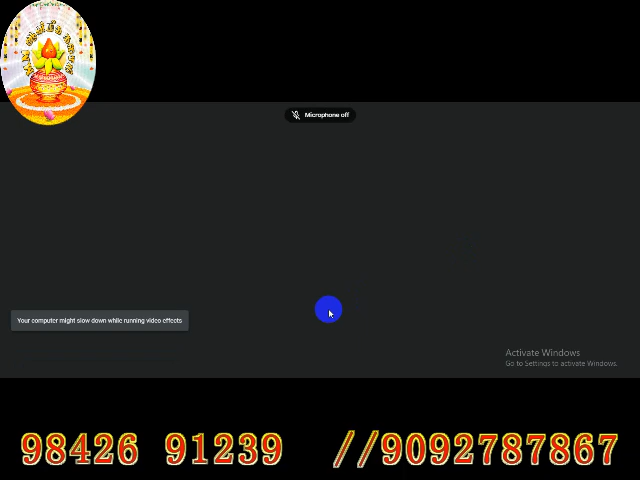 Microphone off
Your computer might slow down while running video effects
Activate Windows
Go to Settings to activate Windows.
98426 91239 //9092787867